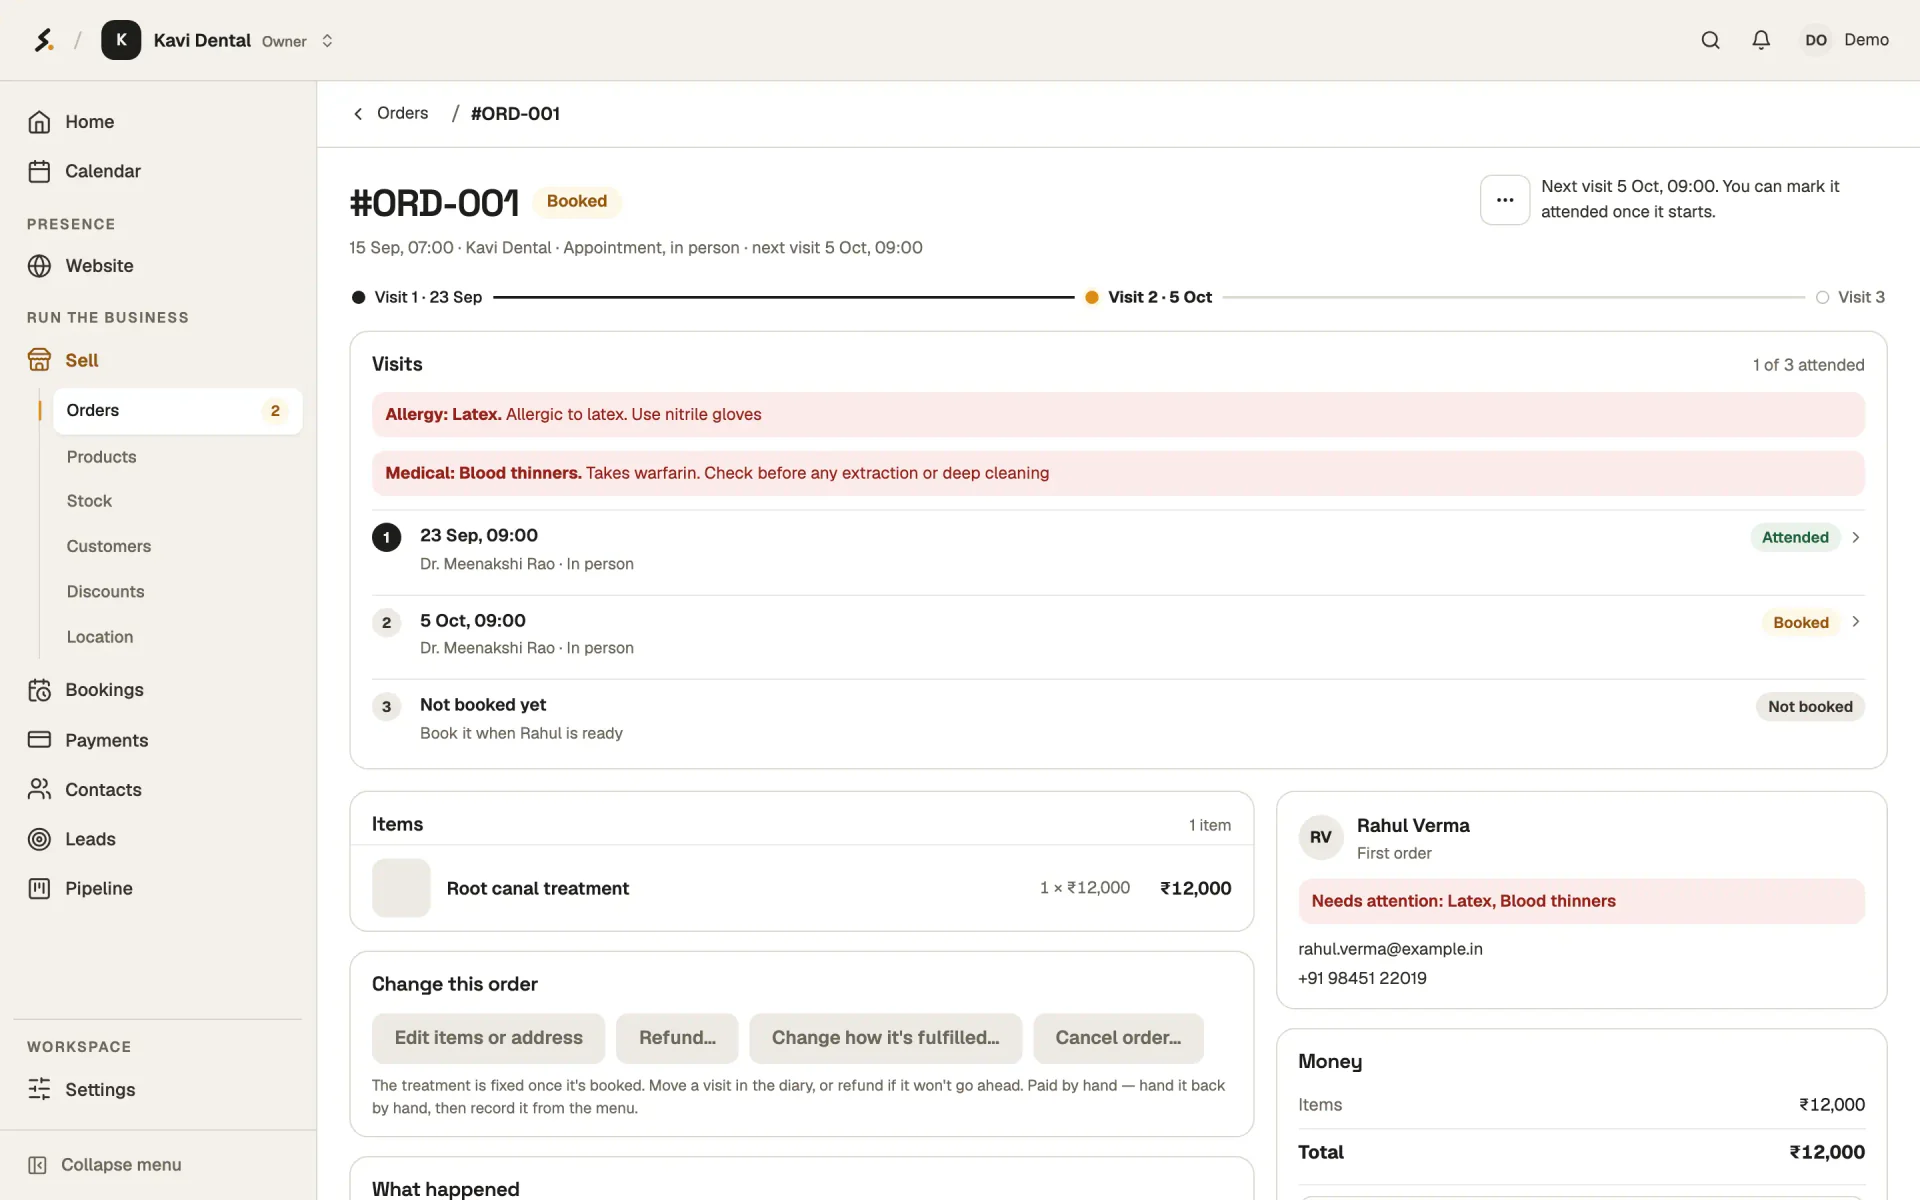 / K Kavi Dental Owner
DO Demo
Home
Calendar
PRESENCE
Website
RUN THE BUSINESS
Sell
Orders 2
Products
Stock
Customers
Discounts
Location
Bookings
Payments
Contacts
Leads
Pipeline
WORKSPACE
Settings
Collapse menu
Orders / #ORD-001
#ORD-001 Booked
15 Sep, 07:00 · Kavi Dental · Appointment, in person · next visit 5 Oct, 09:00
Next visit 5 Oct, 09:00. You can mark it
attended once it starts.
Visit 1 · 23 Sep Visit 2 · 5 Oct Visit 3
Visits 1 of 3 attended
Allergy: Latex. Allergic to latex. Use nitrile gloves
Medical: Blood thinners. Takes warfarin. Check before any extraction or deep cleaning
1 23 Sep, 09:00 Attended
Dr. Meenakshi Rao · In person
2 5 Oct, 09:00 Booked
Dr. Meenakshi Rao · In person
3 Not booked yet Not booked
Book it when Rahul is ready
Items 1 item
Root canal treatment 1 × ₹12,000 ₹12,000
Change this order
Edit items or address Refund... Change how it's fulfilled... Cancel order...
The treatment is fixed once it's booked. Move a visit in the diary, or refund if it won't go ahead. Paid by hand — hand it back
by hand, then record it from the menu.
What happened
RV Rahul Verma
First order
Needs attention: Latex, Blood thinners
rahul.verma@example.in
+91 98451 22019
Money
Items ₹12,000
Total ₹12,000